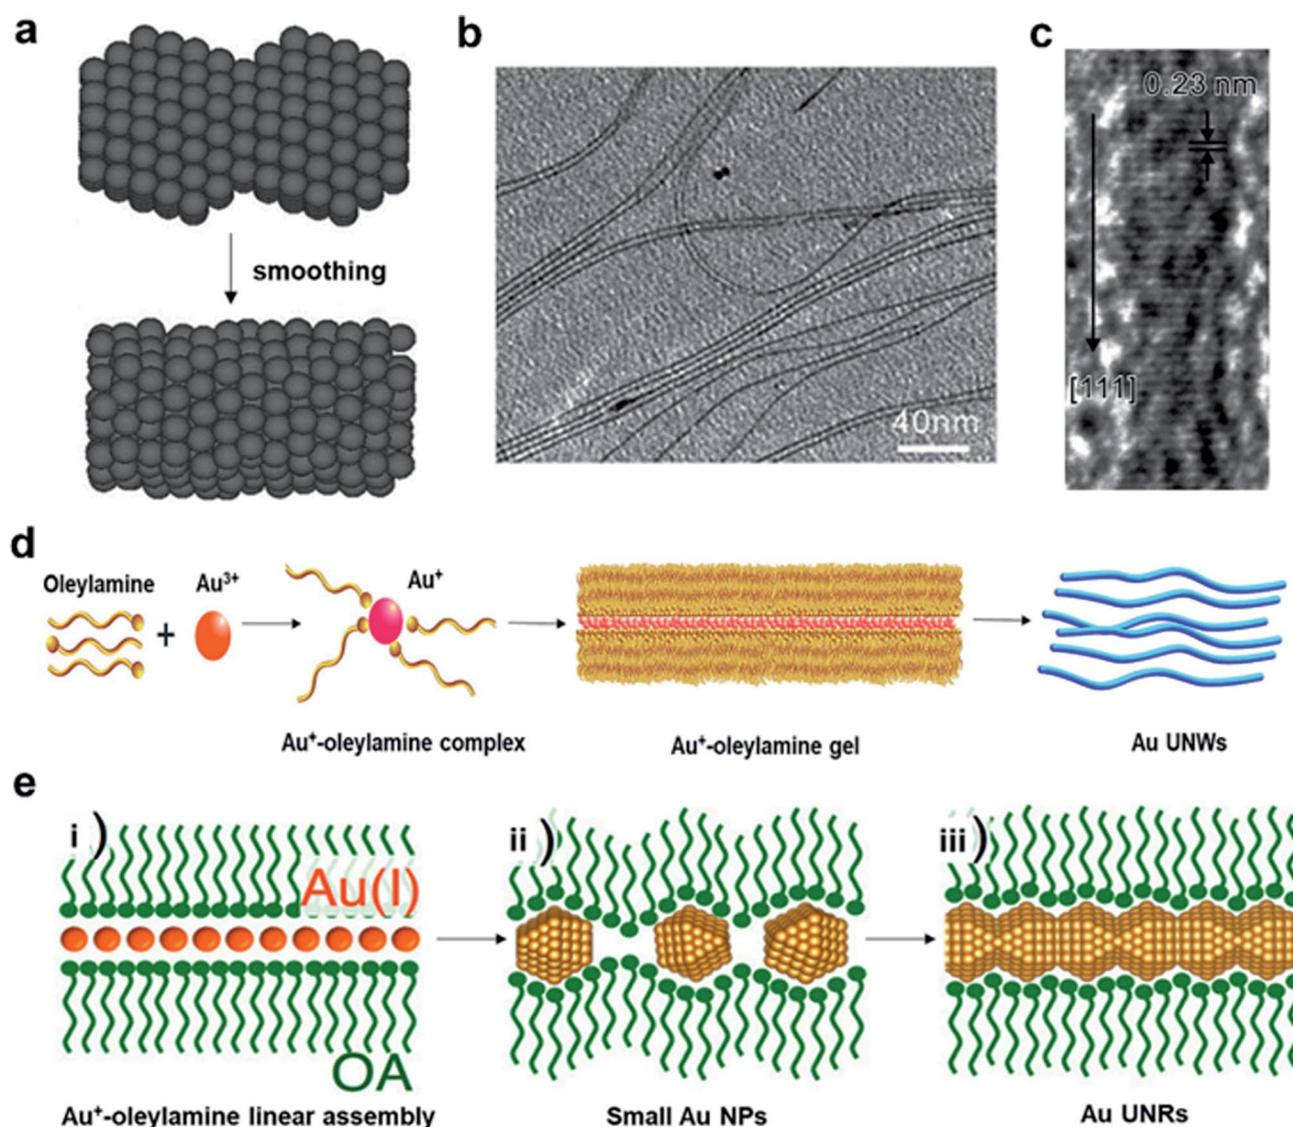 a
smoothing
b
40nm
c
0.23 nm
[111]
d
Oleylamine
+
Au³⁺
Au⁺
Au⁺-oleylamine complex
Au⁺-oleylamine gel
Au UNWs
e
i )
Au(I)
OA
Au⁺-oleylamine linear assembly
ii )
Small Au NPs
iii )
Au UNRs